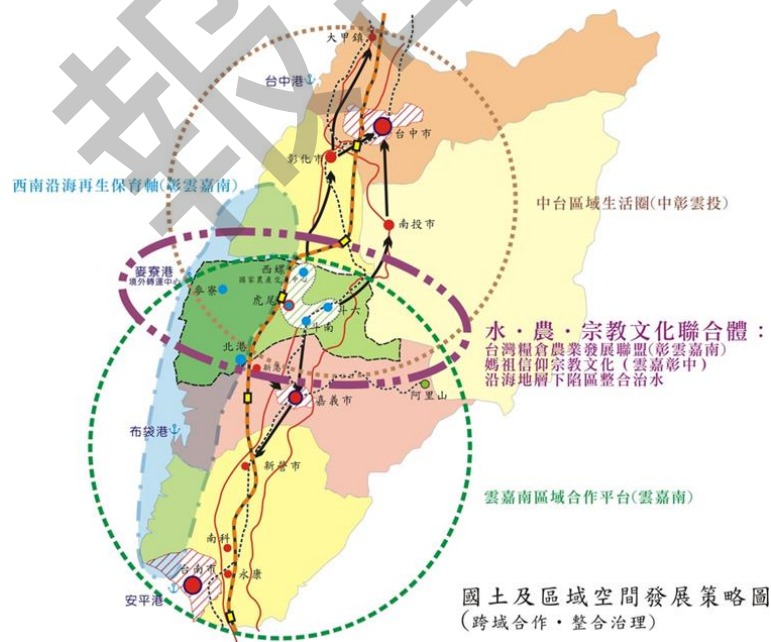 大甲鎮
台中港
台中市
彰化市
西南沿海再生保育軸(彰雲嘉南)
中台區域生活圈(中彰雲投)
南投市
麥寮港
境外轉運中心
西螺
國家農產交易中心
麥寮
虎尾
斗六
斗南
水・農・宗教文化聯合體：
台灣糧倉農業發展聯盟(彰雲嘉南)
媽祖信仰宗教文化（雲嘉彰中）
沿海地層下陷區整合治水
北港
新港
阿里山
嘉義市
布袋港
新營市
雲嘉南區域合作平台(雲嘉南)
南科
台南市
永康
安平港
國土及區域空間發展策略圖
(跨域合作・整合治理)